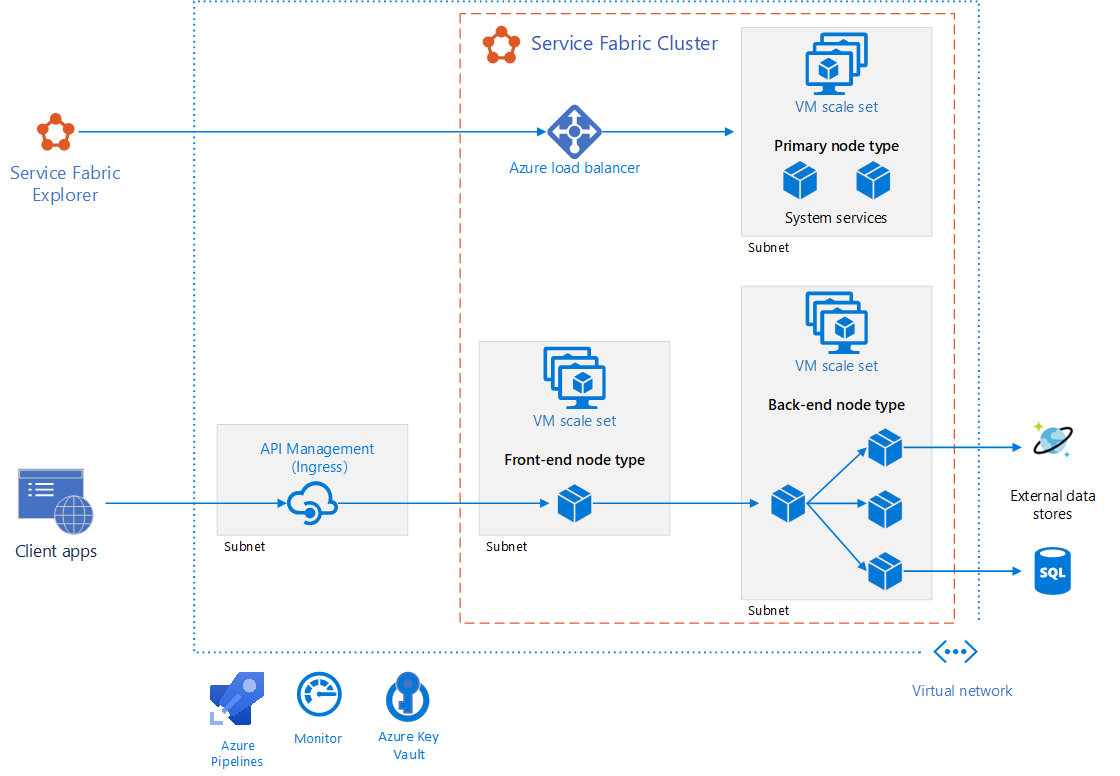 Service Fabric Cluster
VM scale set
Primary node type
System services
Subnet
Azure load balancer
Service Fabric
Explorer
VM scale set
Back-end node type
Subnet
VM scale set
Front-end node type
Subnet
API Management
(Ingress)
Subnet
Client apps
External data
stores
SQL
Virtual network
Azure
Pipelines
Monitor
Azure Key
Vault